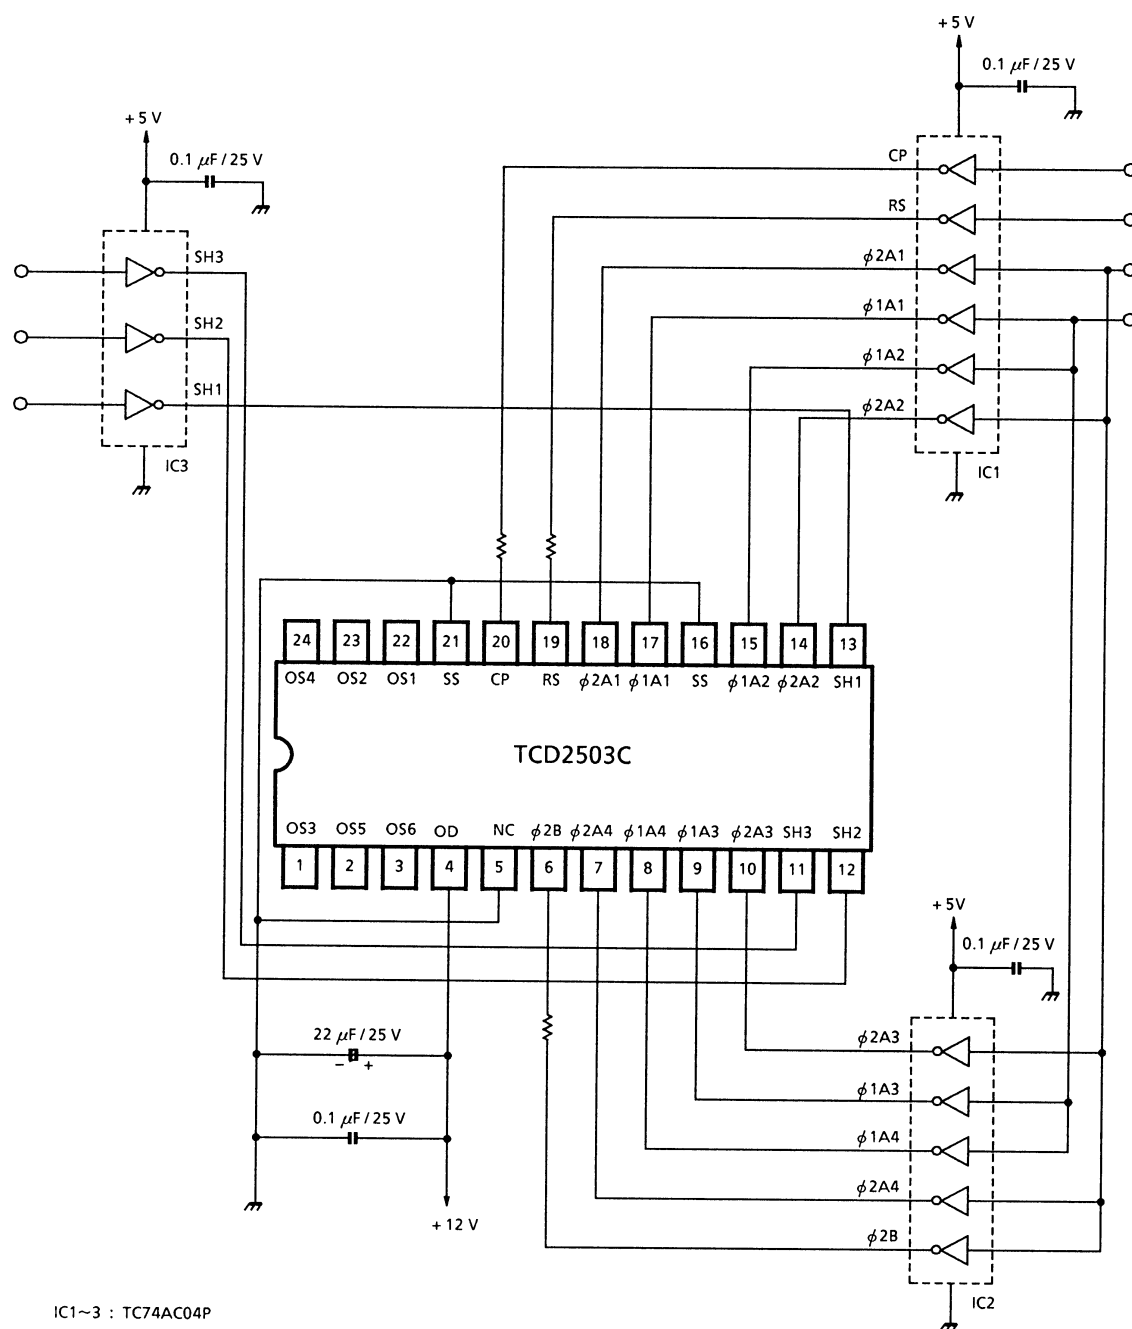 +5 V
0.1 μF / 25 V
+5 V
0.1 μF / 25 V
CP
RS
SH3
ϕ2A1
SH2
ϕ1A1
ϕ1A2
SH1
ϕ2A2
IC3
IC1
24 23 22 21 20 19 18 17 16 15 14 13
OS4 OS2 OS1 SS CP RS ϕ2A1 ϕ1A1 SS ϕ1A2 ϕ2A2 SH1
TCD2503C
OS3 OS5 OS6 OD NC ϕ2B ϕ2A4 ϕ1A4 ϕ1A3 ϕ2A3 SH3 SH2
1 2 3 4 5 6 7 8 9 10 11 12
+5V
0.1 μF / 25 V
22 μF / 25 V
− +
ϕ2A3
ϕ1A3
0.1 μF / 25 V
ϕ1A4
ϕ2A4
+12 V
ϕ2B
IC2
IC1~3 : TC74AC04P